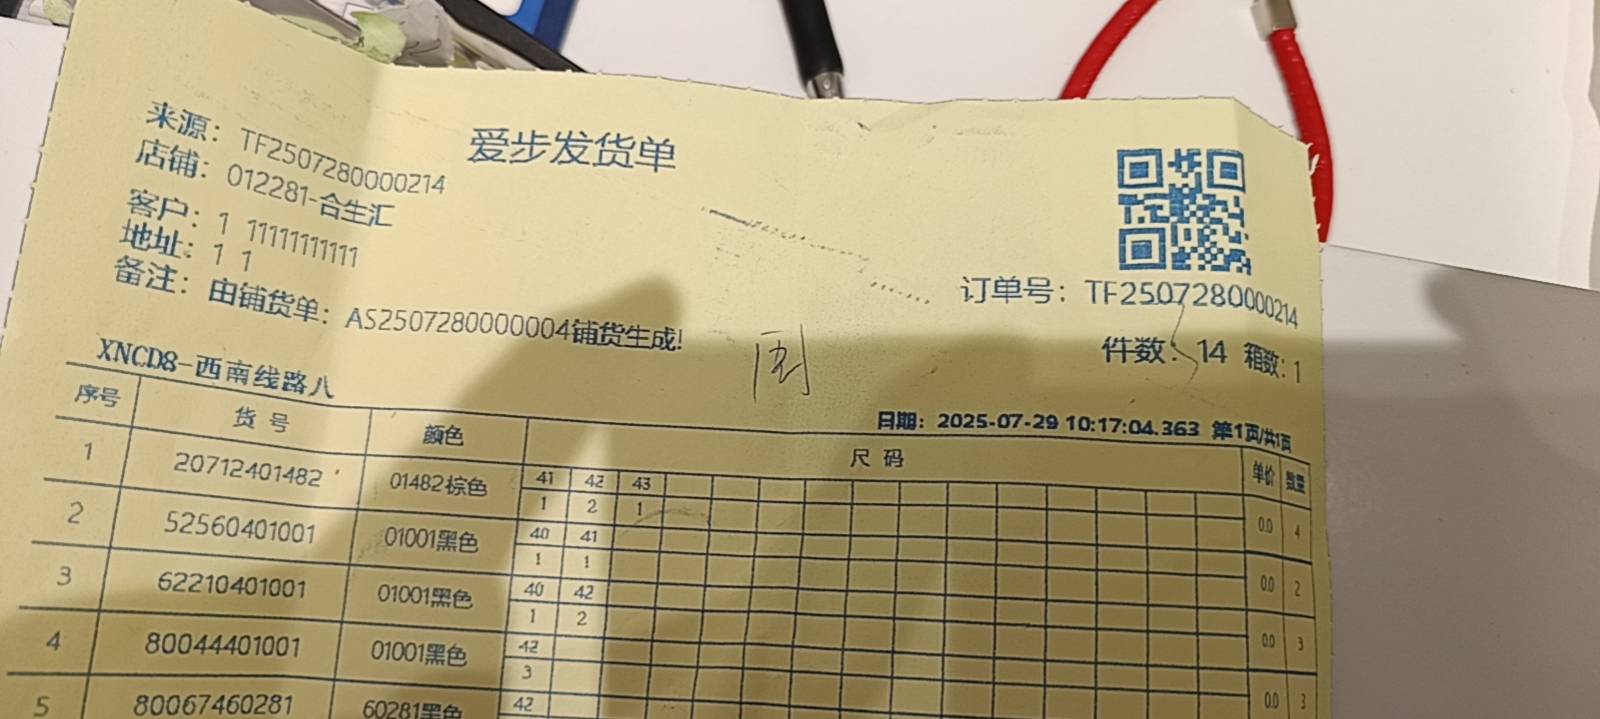 爱步发货单
来源：TF2507280000214
店铺：012281-合生汇
客户：1 11111111111
地址：1 1
备注：由铺货单：AS2507280000004铺货生成!
订单号：TF2507280000214
件数：14 箱数：1
XNCD8-西南线路八
日期：2025-07-29 10:17:04.363 第1页/共1页
序号 货号 颜色 尺码 单价 数量
1 20712401482 01482棕色 41 42 43 0.0 4
1 2 1
2 52560401001 01001黑色 40 41 0.0 2
1 1
3 62210401001 01001黑色 40 42 0.0 3
1 2
4 80044401001 01001黑色 42 0.0 3
3
5 80067460281 60281黑色 42